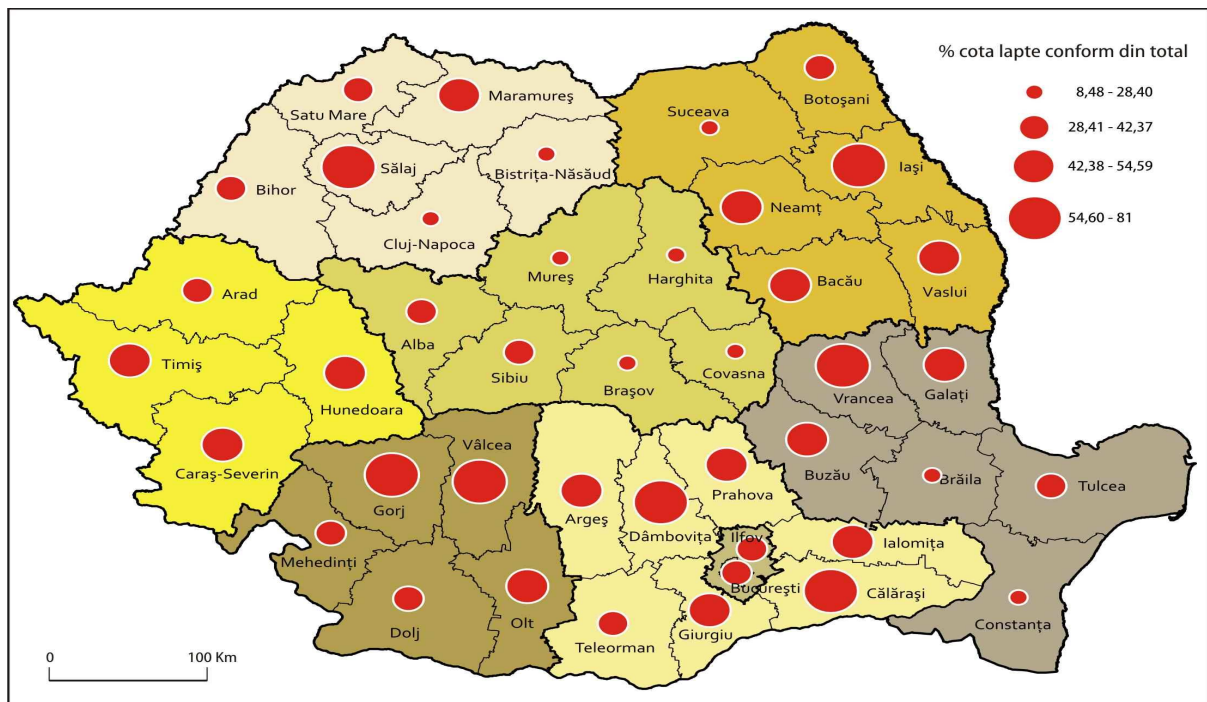 % cota lapte conform din total
8,48 - 28,40
28,41 - 42,37
42,38 - 54,59
54,60 - 81
Satu Mare
Maramureş
Botoşani
Suceava
Sălaj
Bistriţa-Năsăud
Iaşi
Bihor
Neamţ
Cluj-Napoca
Mureş
Harghita
Bacău
Vaslui
Arad
Alba
Timiş
Sibiu
Covasna
Braşov
Hunedoara
Vrancea
Galaţi
Caraş-Severin
Vâlcea
Buzău
Brăila
Tulcea
Gorj
Argeş
Prahova
Dâmboviţa
Ilfov
Ialomiţa
Mehedinţi
Bucureşti
Călăraşi
Olt
Dolj
Giurgiu
Constanţa
Teleorman
0 100 Km